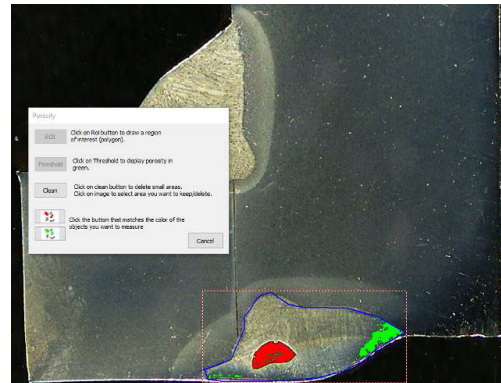 Porosity
ROI
Click on Roi button to draw a region
of interest (polygon).
Threshold
Click on Threshold to display porosity in
green.
Clean
Click on clean button to delete small areas.
Click on image to select area you want to keep/delete.
Click the button that matches the color of the
objects you want to measure
Cancel